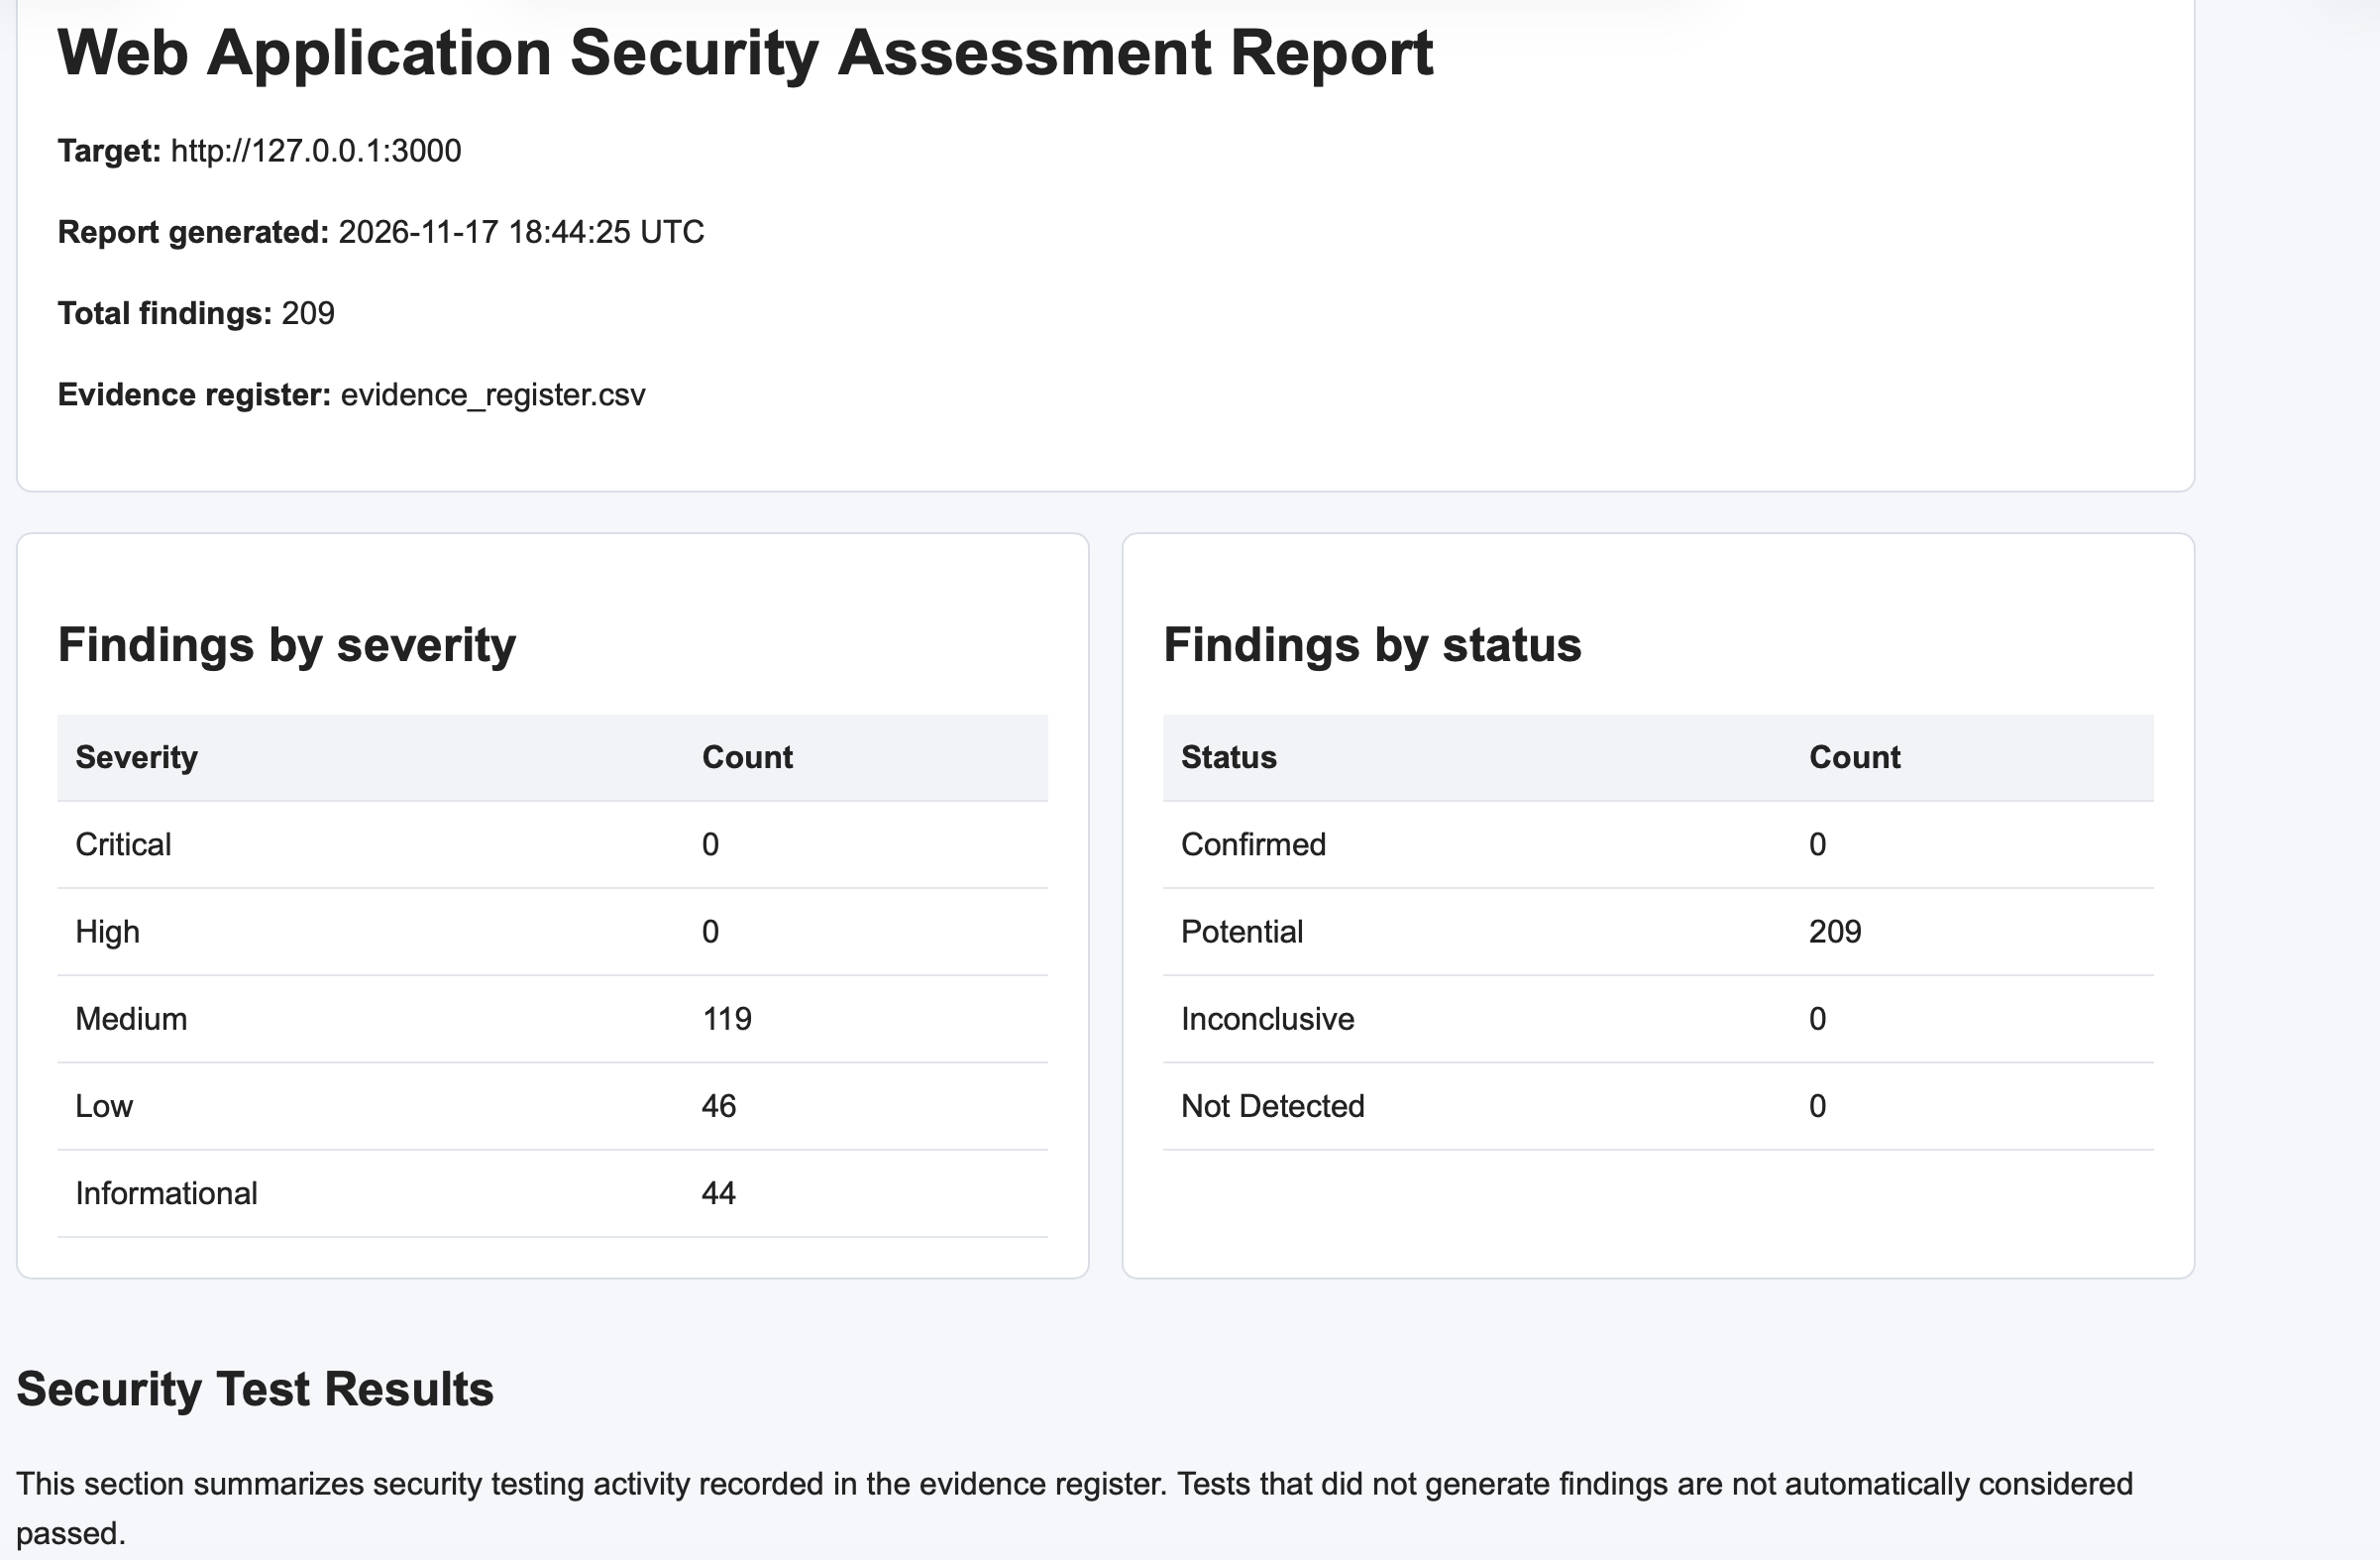 Web Application Security Assessment Report
Target: http://127.0.0.1:3000
Report generated: 2026-11-17 18:44:25 UTC
Total findings: 209
Evidence register: evidence_register.csv
Findings by severity
Severity Count
Critical 0
High 0
Medium 119
Low 46
Informational 44
Findings by status
Status Count
Confirmed 0
Potential 209
Inconclusive 0
Not Detected 0
Security Test Results
This section summarizes security testing activity recorded in the evidence register. Tests that did not generate findings are not automatically considered
passed.